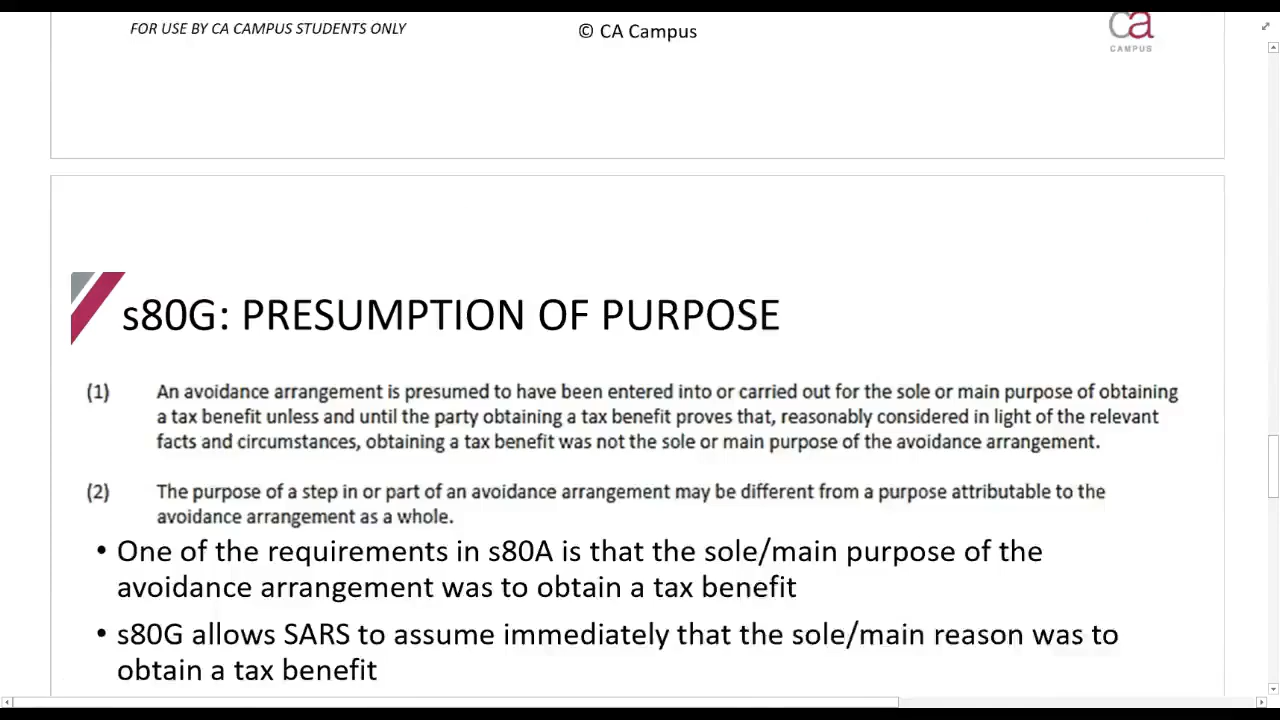 FOR USE BY CA CAMPUS STUDENTS ONLY
© CA Campus
ca
CAMPUS
s80G: PRESUMPTION OF PURPOSE
(1) An avoidance arrangement is presumed to have been entered into or carried out for the sole or main purpose of obtaining
a tax benefit unless and until the party obtaining a tax benefit proves that, reasonably considered in light of the relevant
facts and circumstances, obtaining a tax benefit was not the sole or main purpose of the avoidance arrangement.
(2) The purpose of a step in or part of an avoidance arrangement may be different from a purpose attributable to the
avoidance arrangement as a whole.
• One of the requirements in s80A is that the sole/main purpose of the
avoidance arrangement was to obtain a tax benefit
• s80G allows SARS to assume immediately that the sole/main reason was to
obtain a tax benefit